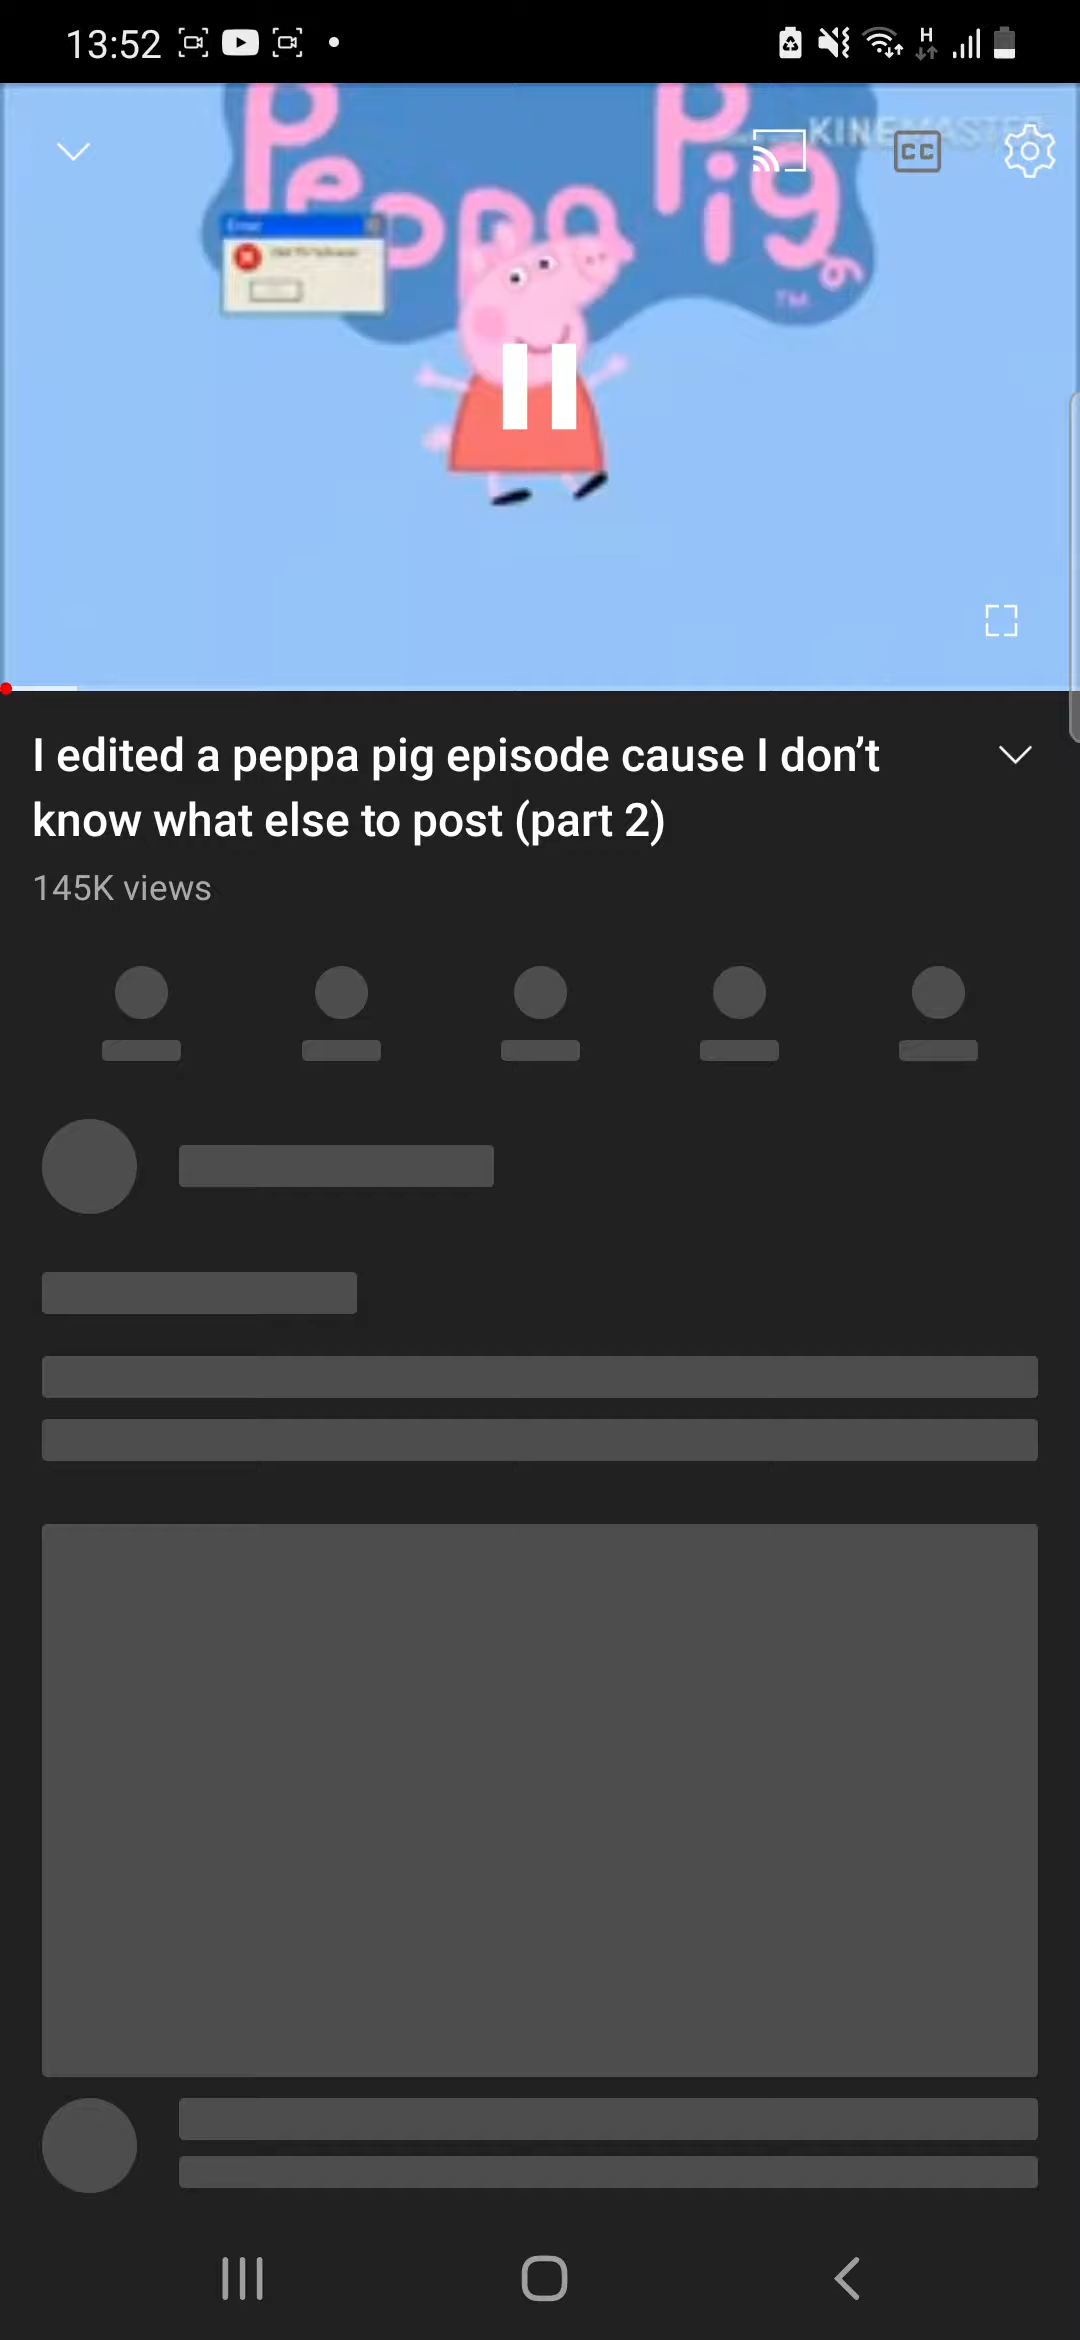 13:52
H
Peppa Pig
TM
KINEMASTER
CC
Error
I edited a peppa pig episode cause I don't
know what else to post (part 2)
145K views